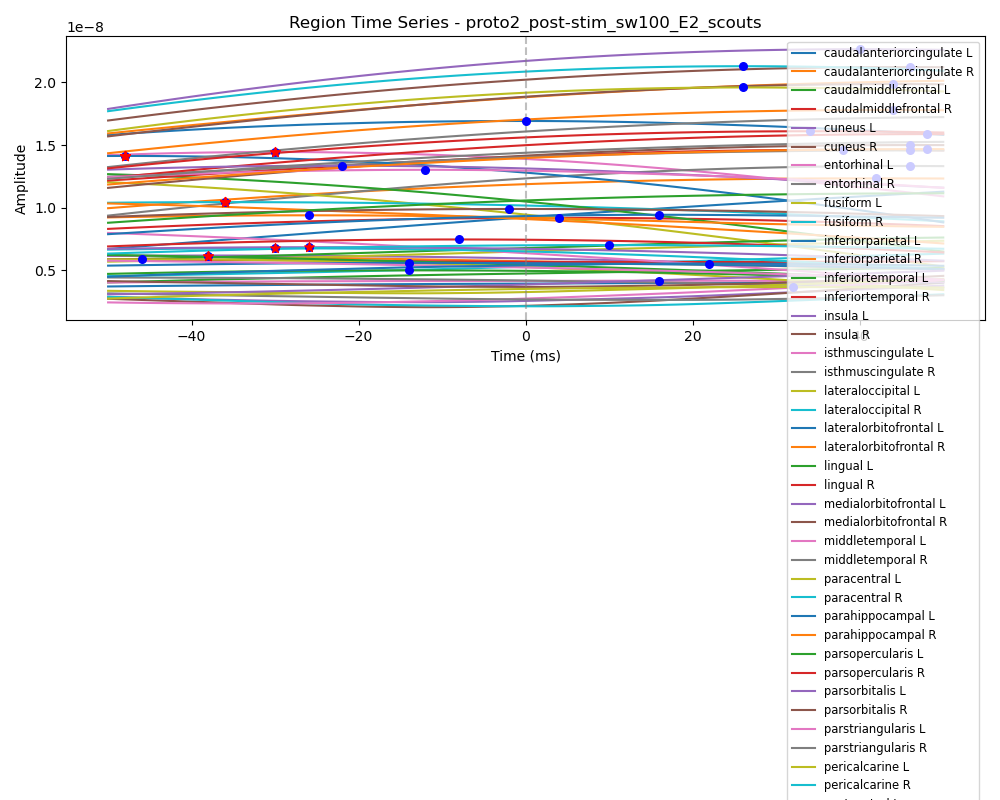 Region Time Series - proto2_post-stim_sw100_E2_scouts
1e−8
Amplitude
2.0
1.5
1.0
0.5
−40
−20
0
20
Time (ms)
caudalanteriorcingulate L
caudalanteriorcingulate R
caudalmiddlefrontal L
caudalmiddlefrontal R
cuneus L
cuneus R
entorhinal L
entorhinal R
fusiform L
fusiform R
inferiorparietal L
inferiorparietal R
inferiortemporal L
inferiortemporal R
insula L
insula R
isthmuscingulate L
isthmuscingulate R
lateraloccipital L
lateraloccipital R
lateralorbitofrontal L
lateralorbitofrontal R
lingual L
lingual R
medialorbitofrontal L
medialorbitofrontal R
middletemporal L
middletemporal R
paracentral L
paracentral R
parahippocampal L
parahippocampal R
parsopercularis L
parsopercularis R
parsorbitalis L
parsorbitalis R
parstriangularis L
parstriangularis R
pericalcarine L
pericalcarine R